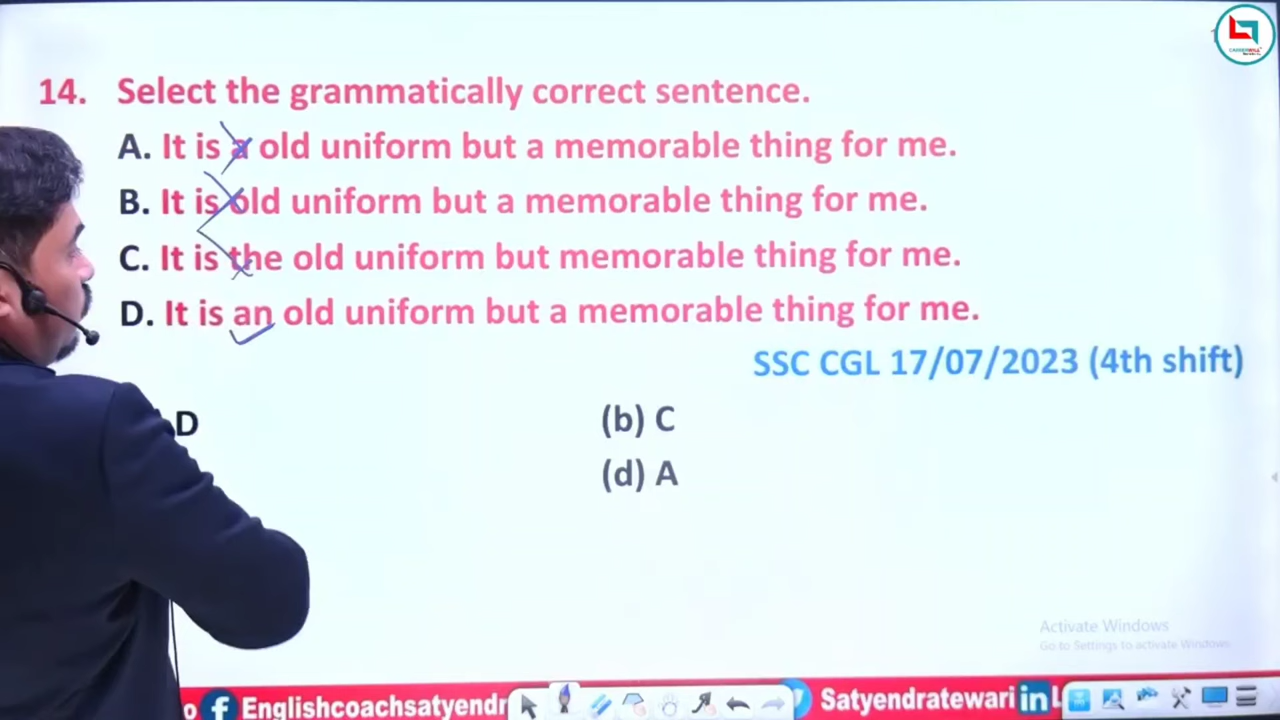 14. Select the grammatically correct sentence.
A. It is a old uniform but a memorable thing for me.
B. It is old uniform but a memorable thing for me.
C. It is the old uniform but memorable thing for me.
D. It is an old uniform but a memorable thing for me.
SSC CGL 17/07/2023 (4th shift)
D
(b) C
(d) A
Activate Windows
Go to Settings to activate Windows.
Englishcoachsatyendr
Satyendratewari in L